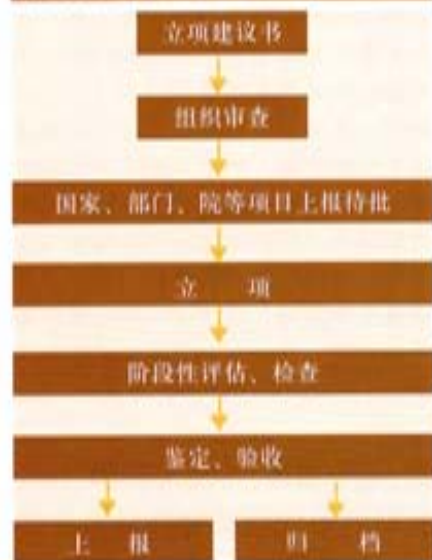 立项建议书
组织审查
国家、部门、院等项目上报待批
立 项
阶段性评估、检查
鉴定、验收
上 报
归 档